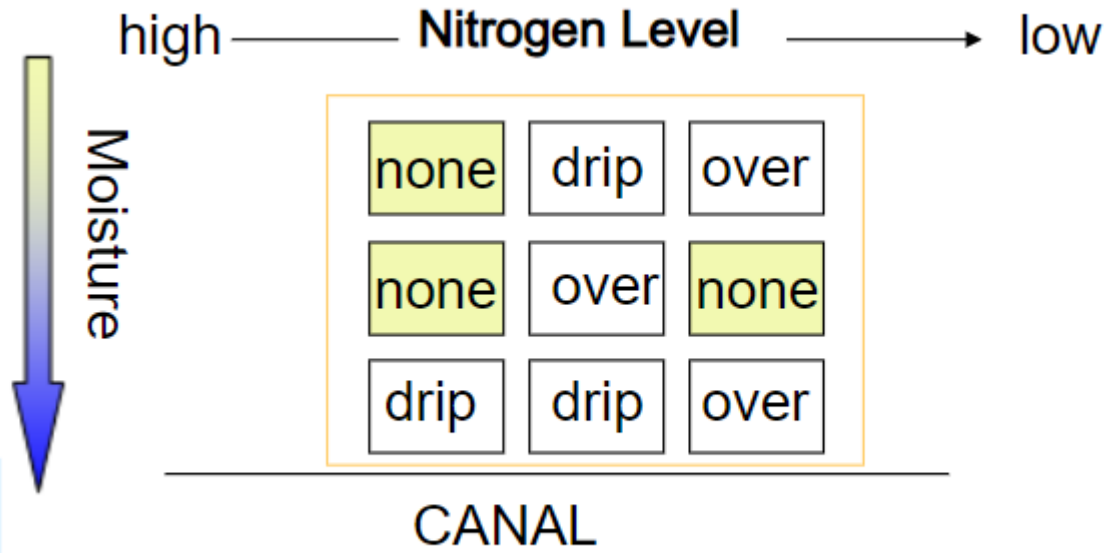 high Nitrogen Level low
Moisture
none drip over
none over none
drip drip over
CANAL